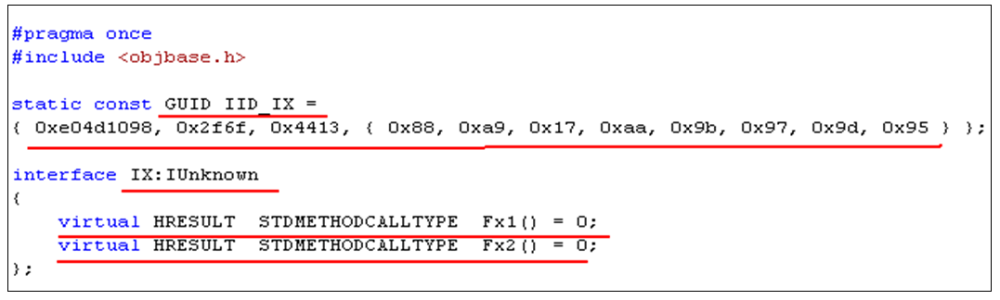 #pragma once
#include <objbase.h>
static const GUID IID_IX =
{ 0xe04d1098, 0x2f6f, 0x4413, { 0x88, 0xa9, 0x17, 0xaa, 0x9b, 0x97, 0x9d, 0x95 } };
interface IX:IUnknown
{
virtual HRESULT STDMETHODCALLTYPE Fx1() = 0;
virtual HRESULT STDMETHODCALLTYPE Fx2() = 0;
};